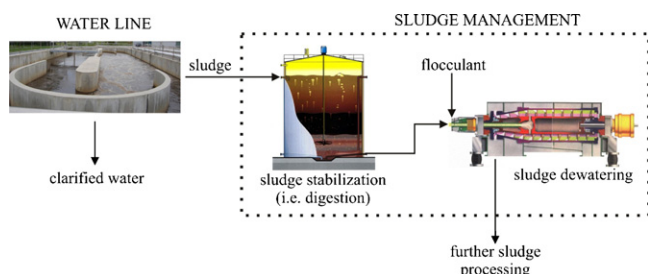 WATER LINE
SLUDGE MANAGEMENT
sludge
flocculant
clarified water
sludge stabilization
(i.e. digestion)
sludge dewatering
further sludge
processing